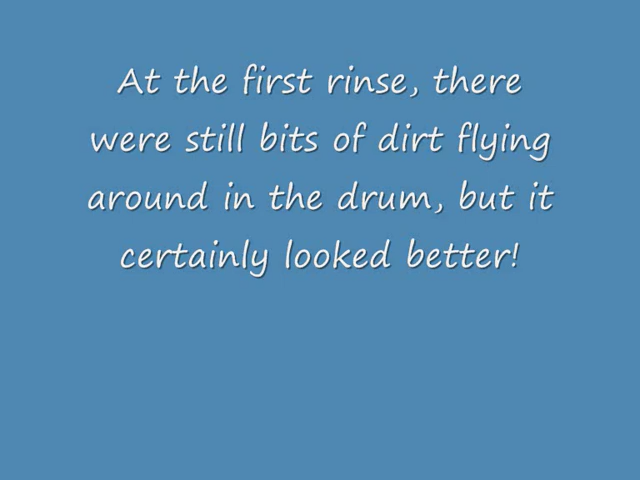 At the first rinse, there
were still bits of dirt flying
around in the drum, but it
certainly looked better!